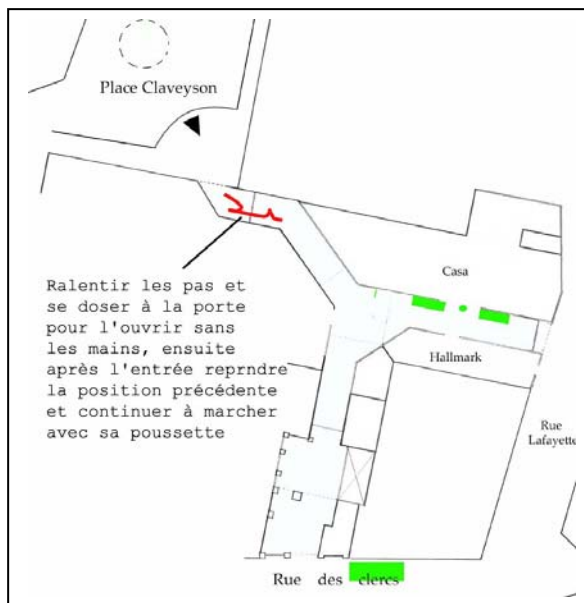 Place Claveyson
Ralentir les pas et
se doser à la porte
pour l'ouvrir sans
les mains, ensuite
après l'entrée reprndre
la position précédente
et continuer à marcher
avec sa poussette
Casa
Hallmark
Rue
Lafayette
Rue des clercs